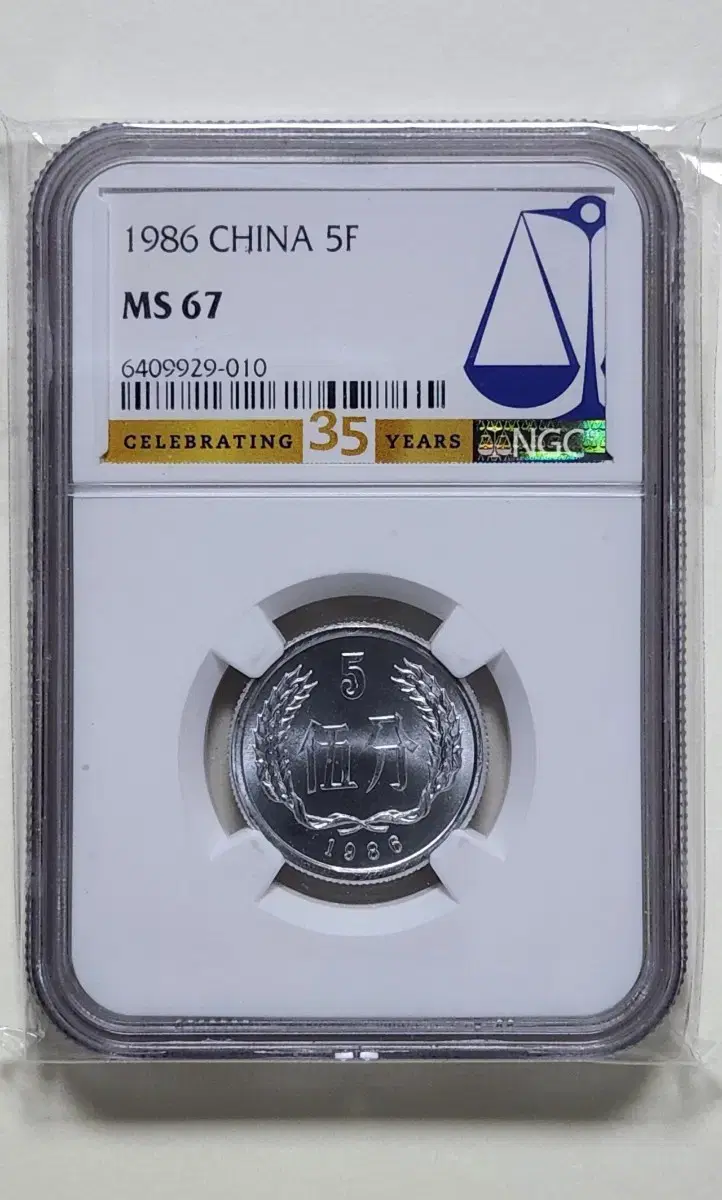 1986 CHINA 5F
MS 67
6409929-010
CELEBRATING 35 YEARS NGC
5
伍分
1986